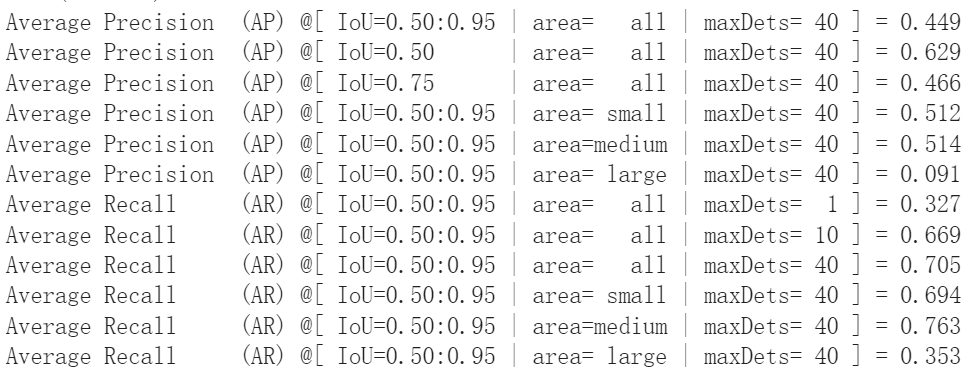 Average Precision  (AP) @[ IoU=0.50:0.95 | area=   all | maxDets= 40 ] = 0.449
Average Precision  (AP) @[ IoU=0.50      | area=   all | maxDets= 40 ] = 0.629
Average Precision  (AP) @[ IoU=0.75      | area=   all | maxDets= 40 ] = 0.466
Average Precision  (AP) @[ IoU=0.50:0.95 | area= small | maxDets= 40 ] = 0.512
Average Precision  (AP) @[ IoU=0.50:0.95 | area=medium | maxDets= 40 ] = 0.514
Average Precision  (AP) @[ IoU=0.50:0.95 | area= large | maxDets= 40 ] = 0.091
Average Recall     (AR) @[ IoU=0.50:0.95 | area=   all | maxDets=  1 ] = 0.327
Average Recall     (AR) @[ IoU=0.50:0.95 | area=   all | maxDets= 10 ] = 0.669
Average Recall     (AR) @[ IoU=0.50:0.95 | area=   all | maxDets= 40 ] = 0.705
Average Recall     (AR) @[ IoU=0.50:0.95 | area= small | maxDets= 40 ] = 0.694
Average Recall     (AR) @[ IoU=0.50:0.95 | area=medium | maxDets= 40 ] = 0.763
Average Recall     (AR) @[ IoU=0.50:0.95 | area= large | maxDets= 40 ] = 0.353